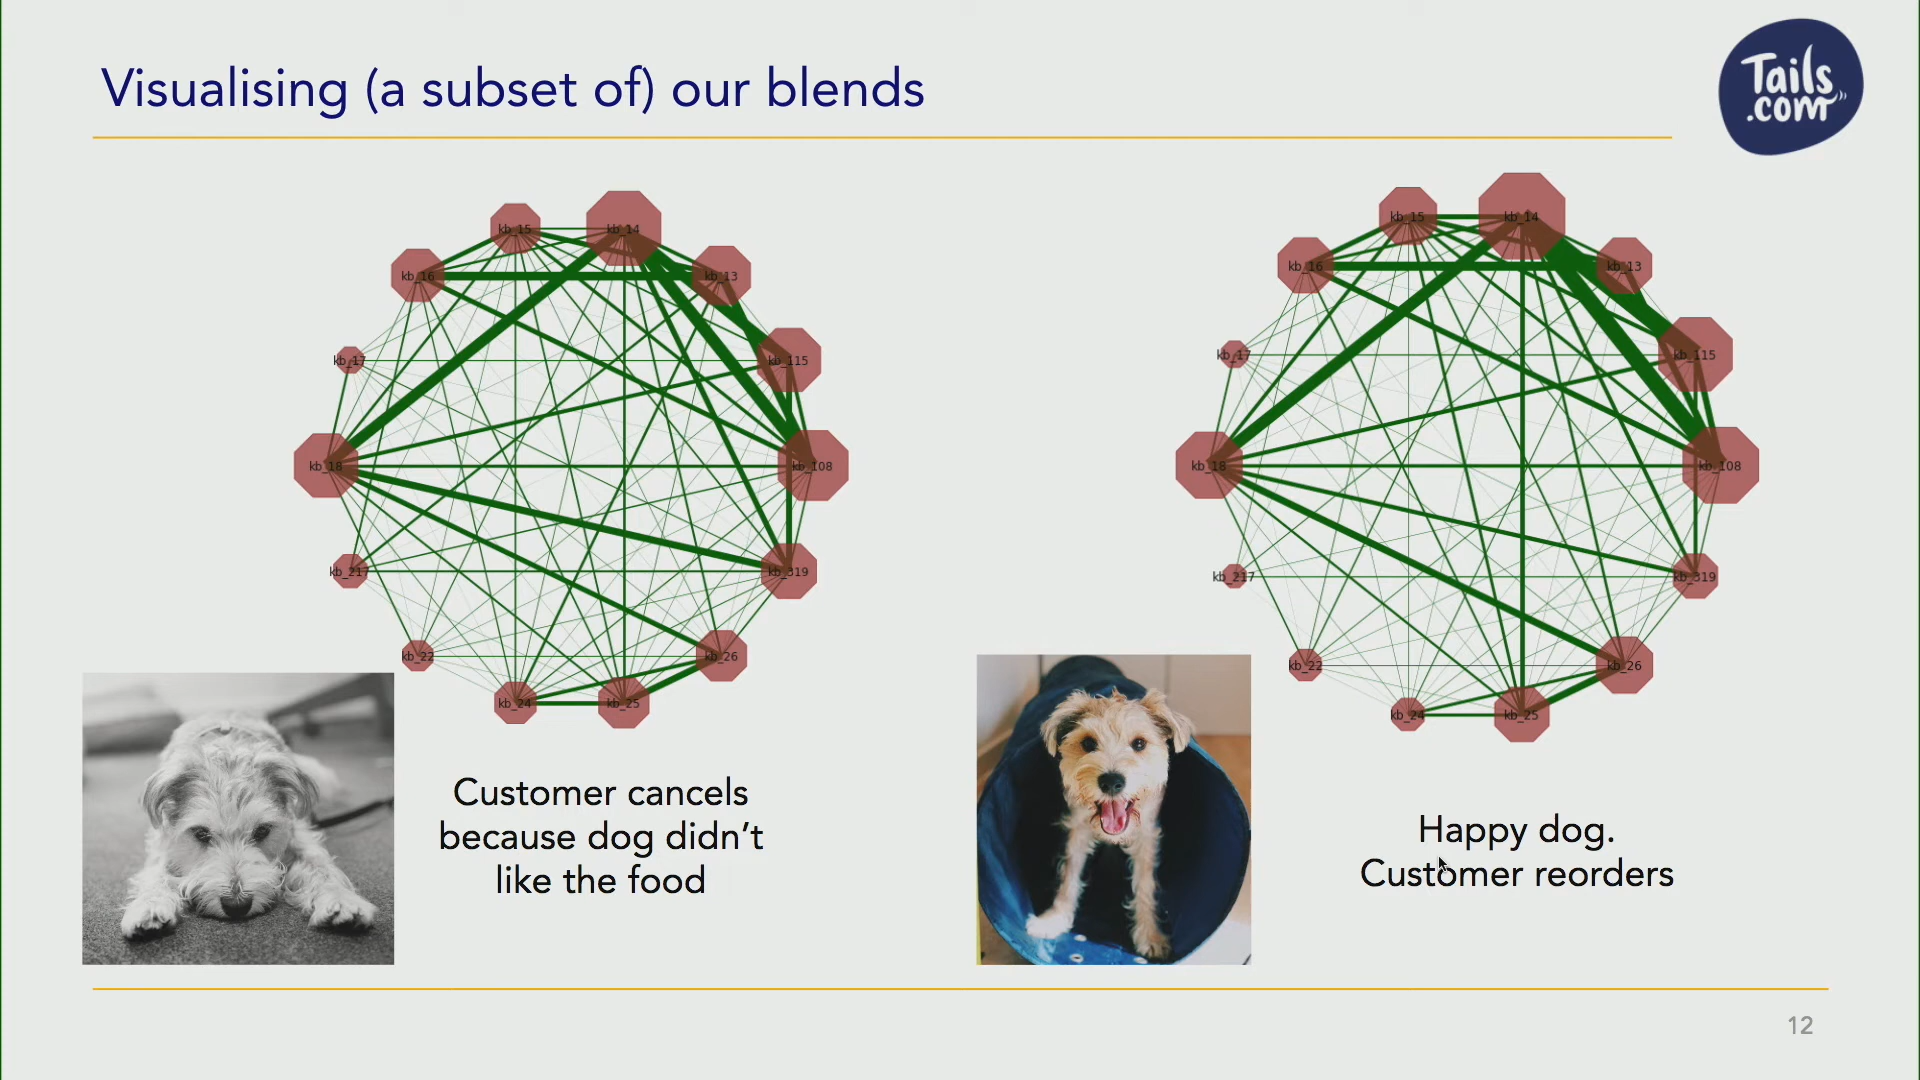 Visualising (a subset of) our blends
Tails
.com
kb_15
kb_14
kb_16
kb_13
kb_17
kb_115
kb_18
kb_108
kb_217
kb_319
kb_22
kb_26
kb_24
kb_25
kb_15
kb_14
kb_16
kb_13
kb_17
kb_115
kb_18
kb_108
kb_217
kb_319
kb_22
kb_26
kb_24
kb_25
Customer cancels
because dog didn’t
like the food
Happy dog.
Customer reorders
12